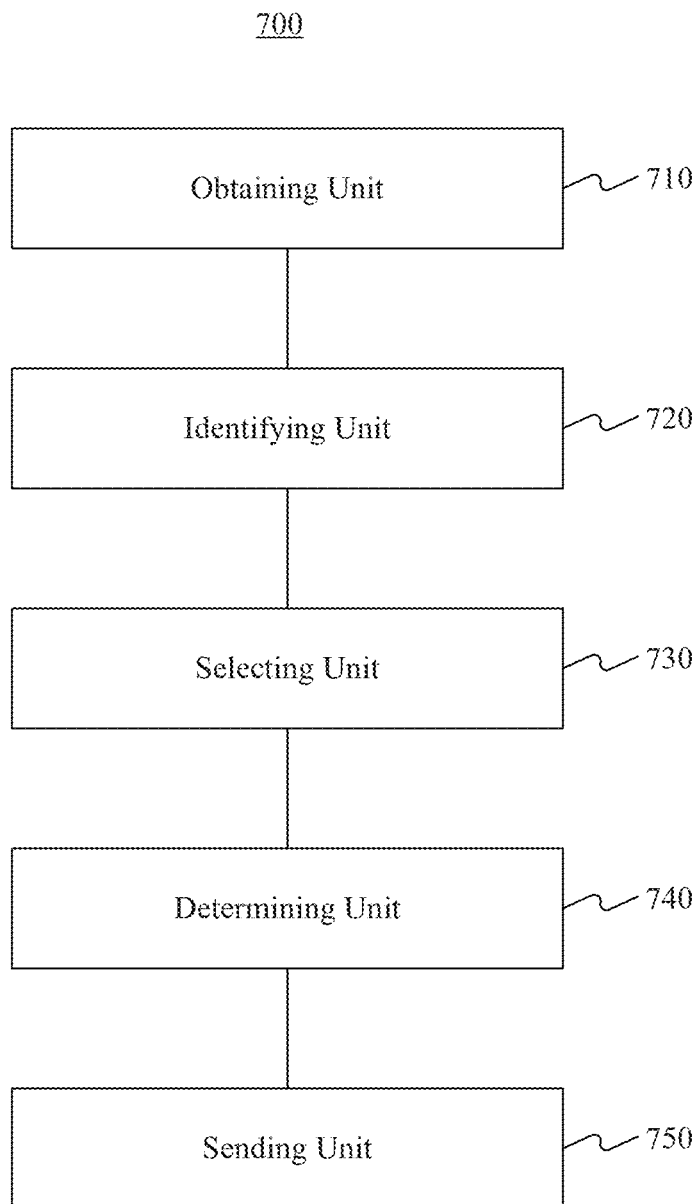 700
Obtaining Unit
710
Identifying Unit
720
Selecting Unit
730
Determining Unit
740
Sending Unit
750